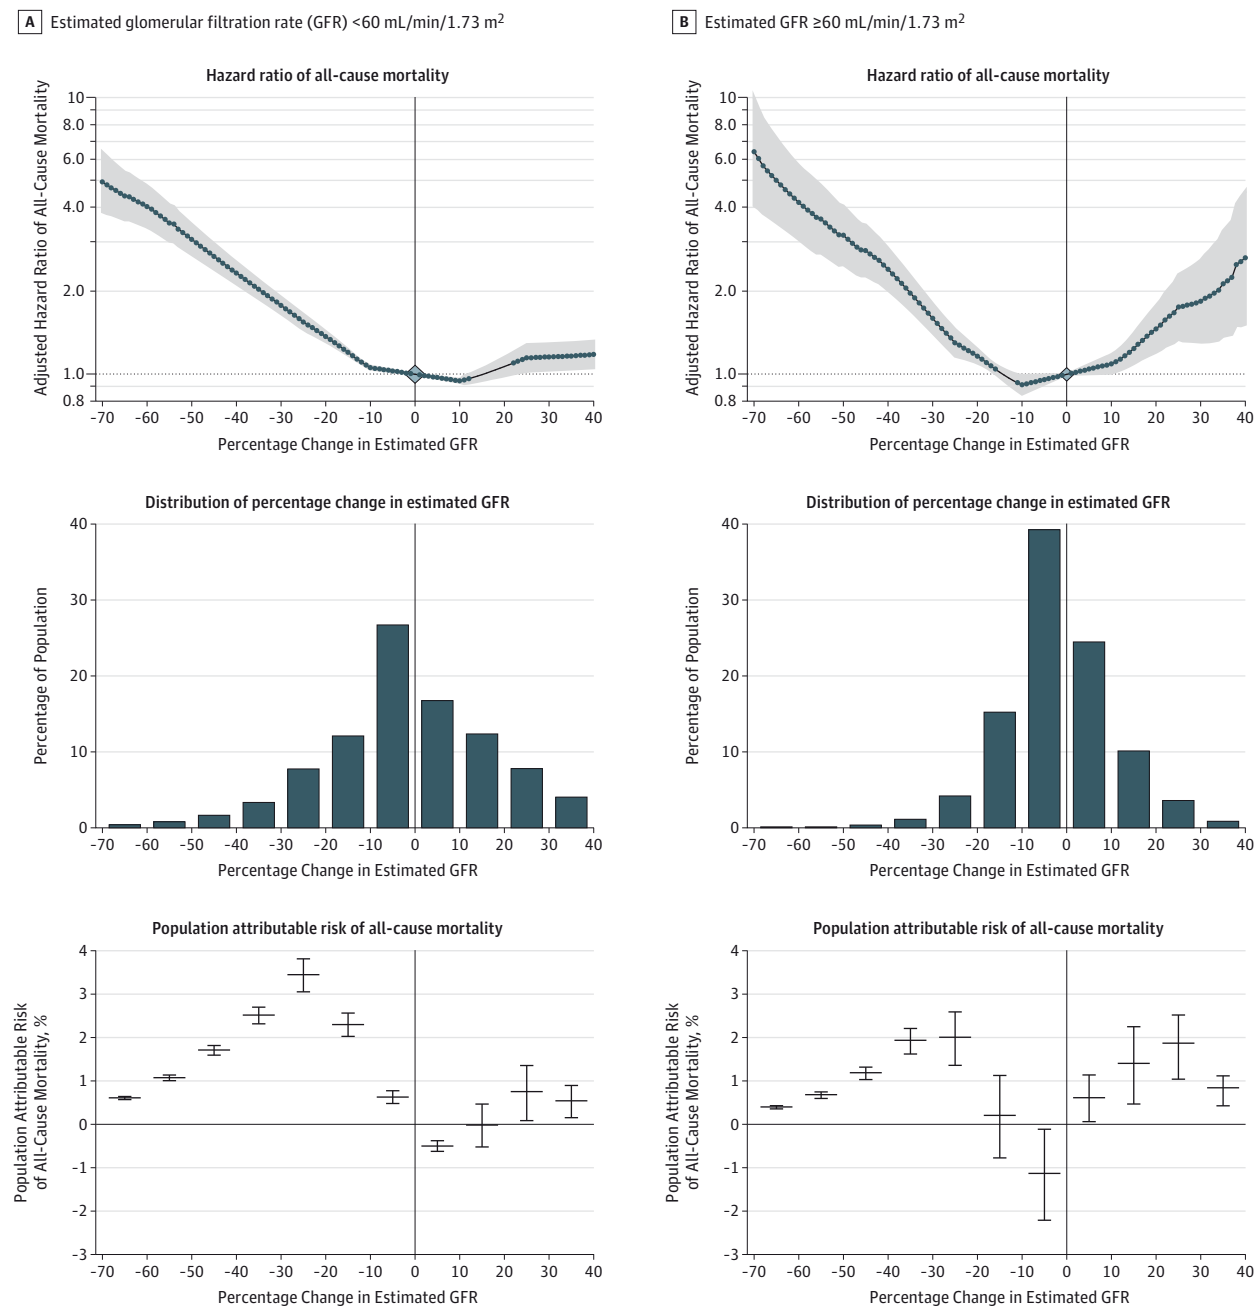 A Estimated glomerular filtration rate (GFR) <60 mL/min/1.73 m²
Hazard ratio of all-cause mortality
Adjusted Hazard Ratio of All-Cause Mortality
10
8.0
6.0
4.0
2.0
1.0
0.8
-70 -60 -50 -40 -30 -20 -10 0 10 20 30 40
Percentage Change in Estimated GFR
Distribution of percentage change in estimated GFR
Percentage of Population
40
30
20
10
0
-70 -60 -50 -40 -30 -20 -10 0 10 20 30 40
Percentage Change in Estimated GFR
Population attributable risk of all-cause mortality
Population Attributable Risk
of All-Cause Mortality, %
4
3
2
1
0
-1
-2
-3
-70 -60 -50 -40 -30 -20 -10 0 10 20 30 40
Percentage Change in Estimated GFR
B Estimated GFR ≥60 mL/min/1.73 m²
Hazard ratio of all-cause mortality
Adjusted Hazard Ratio of All-Cause Mortality
10
8.0
6.0
4.0
2.0
1.0
0.8
-70 -60 -50 -40 -30 -20 -10 0 10 20 30 40
Percentage Change in Estimated GFR
Distribution of percentage change in estimated GFR
Percentage of Population
40
30
20
10
0
-70 -60 -50 -40 -30 -20 -10 0 10 20 30 40
Percentage Change in Estimated GFR
Population attributable risk of all-cause mortality
Population Attributable Risk
of All-Cause Mortality, %
4
3
2
1
0
-1
-2
-3
-70 -60 -50 -40 -30 -20 -10 0 10 20 30 40
Percentage Change in Estimated GFR